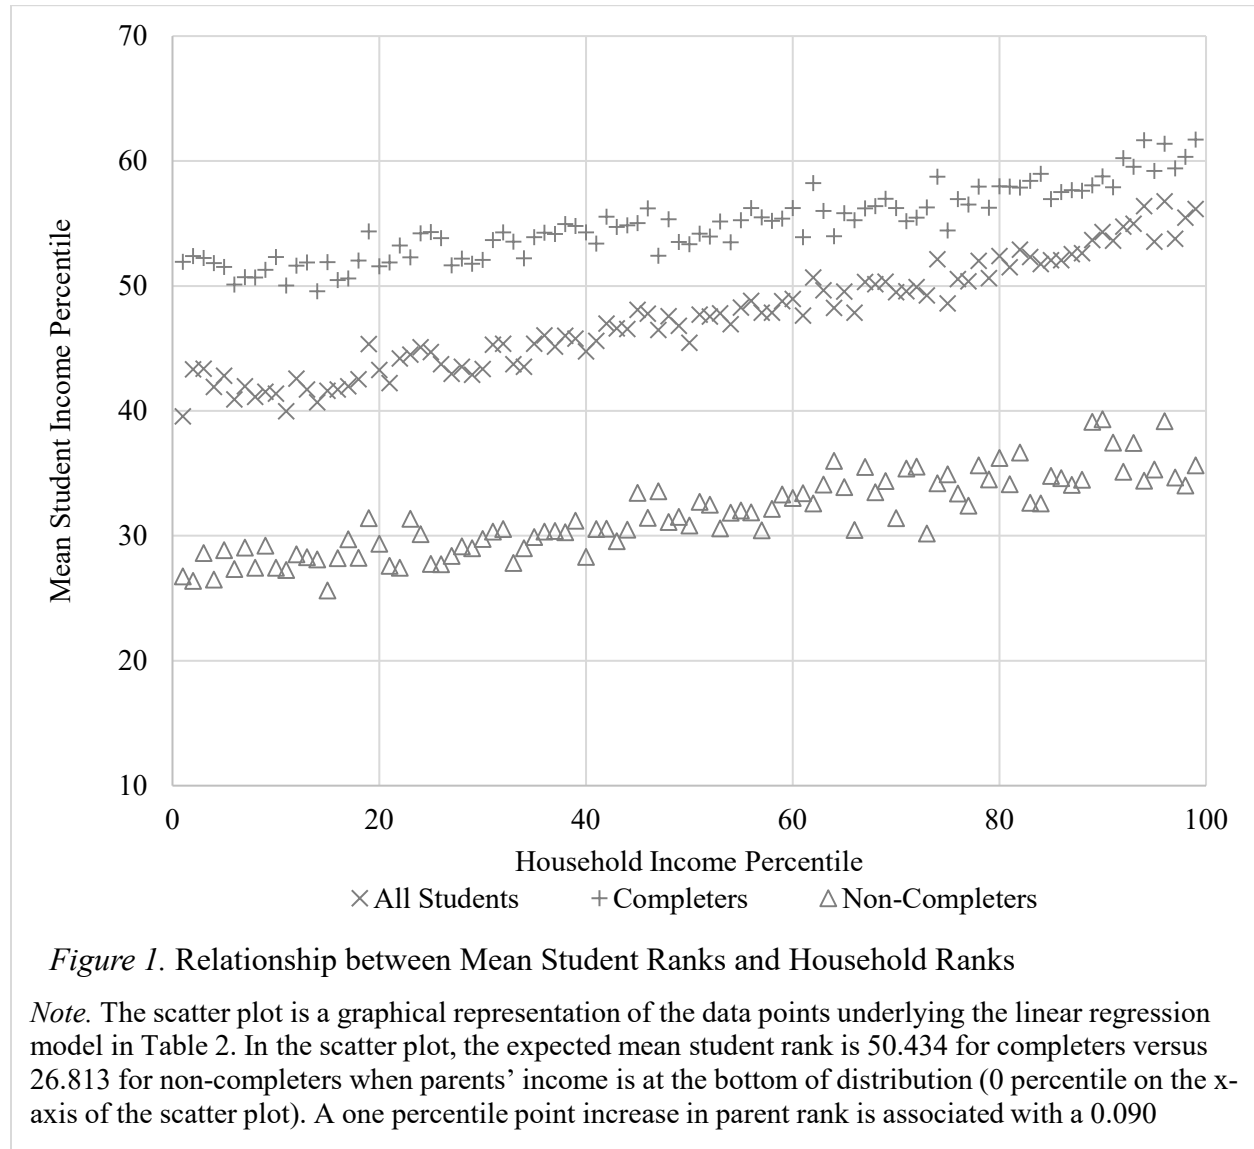 70
60
50
40
30
20
10
Mean Student Income Percentile
0 20 40 60 80 100
Household Income Percentile
All Students Completers Non-Completers
Figure 1. Relationship between Mean Student Ranks and Household Ranks
Note. The scatter plot is a graphical representation of the data points underlying the linear regression
model in Table 2. In the scatter plot, the expected mean student rank is 50.434 for completers versus
26.813 for non-completers when parents’ income is at the bottom of distribution (0 percentile on the x-
axis of the scatter plot). A one percentile point increase in parent rank is associated with a 0.090